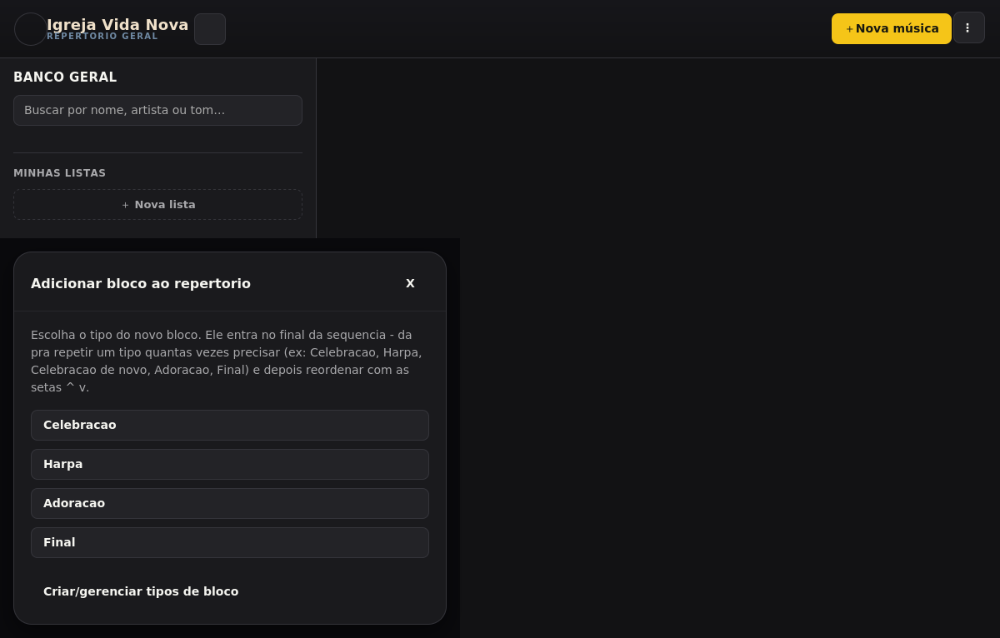 Igreja Vida Nova
REPERTORIO GERAL
+Nova música
BANCO GERAL
Buscar por nome, artista ou tom...
MINHAS LISTAS
+ Nova lista
Adicionar bloco ao repertorio
X
Escolha o tipo do novo bloco. Ele entra no final da sequencia - da
pra repetir um tipo quantas vezes precisar (ex: Celebracao, Harpa,
Celebracao de novo, Adoracao, Final) e depois reordenar com as
setas ^ v.
Celebracao
Harpa
Adoracao
Final
Criar/gerenciar tipos de bloco